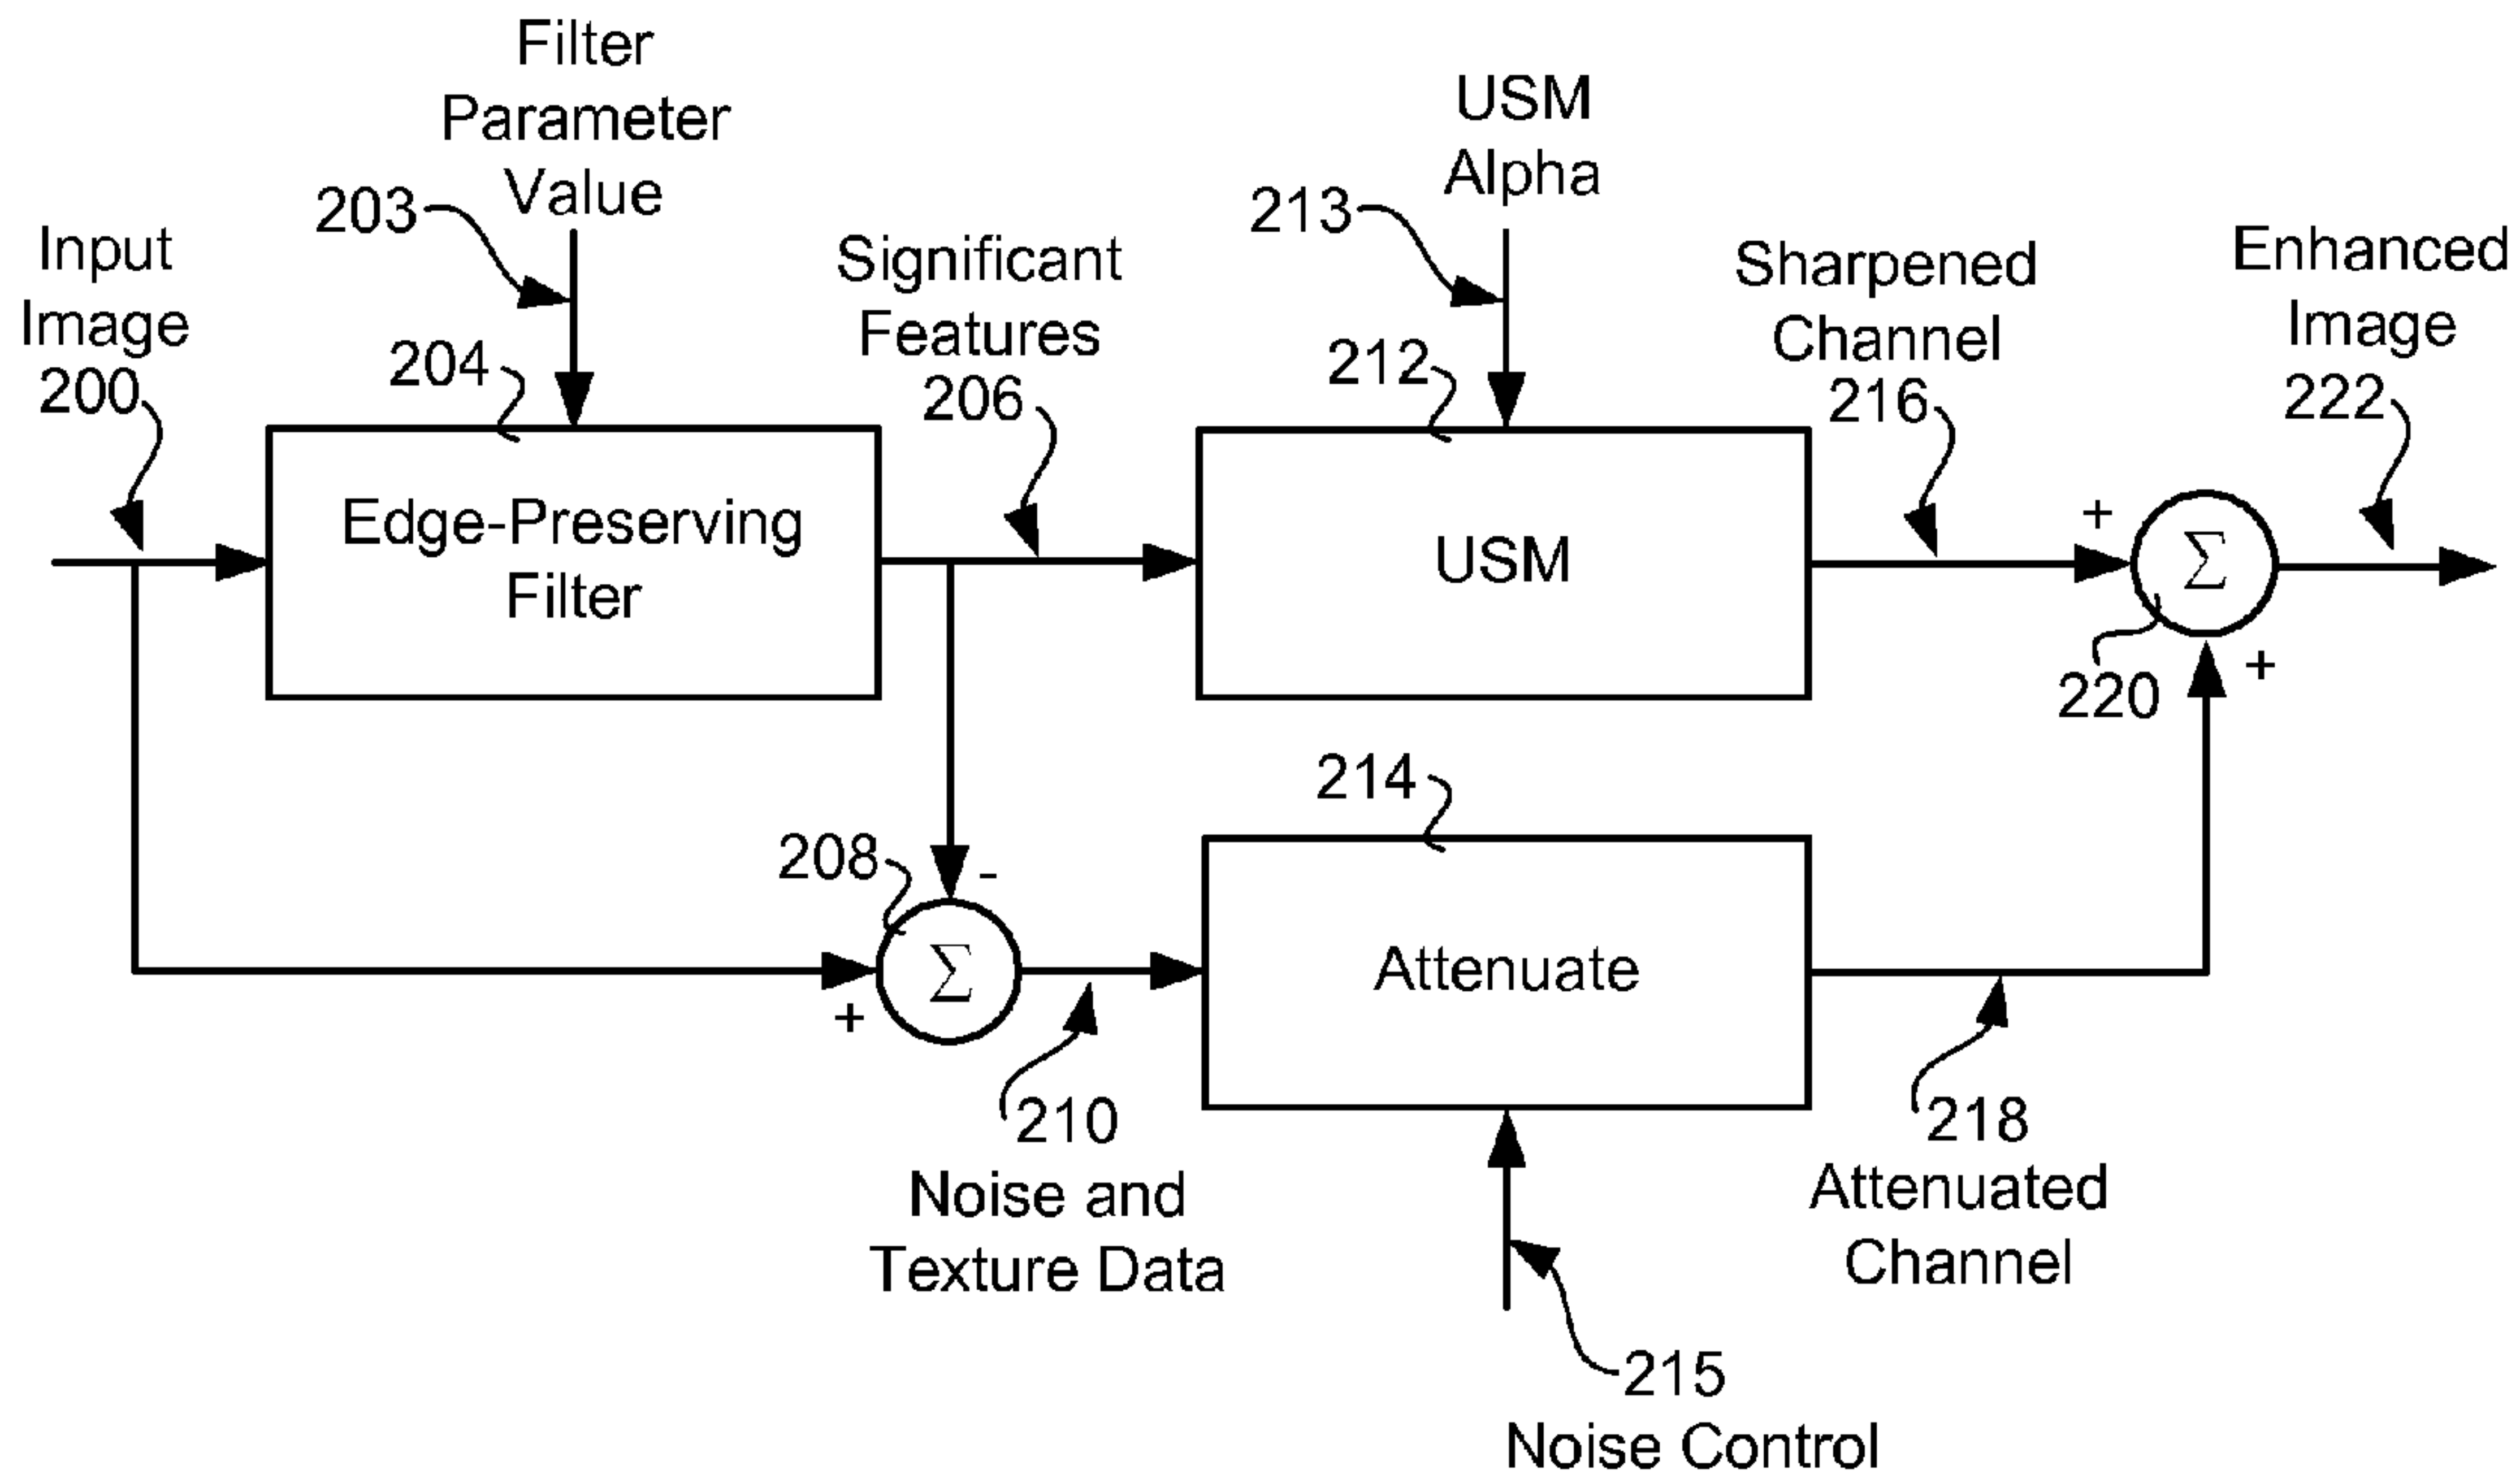 Filter
Parameter
Value
203
Input
Image
200
204
Significant
Features
206
USM
Alpha
213
212
Sharpened
Channel
216
Enhanced
Image
222
Edge-Preserving
Filter
USM
+
Σ
+
220
208
-
Σ
+
214
Attenuate
210
Noise and
Texture Data
218
Attenuated
Channel
215
Noise Control